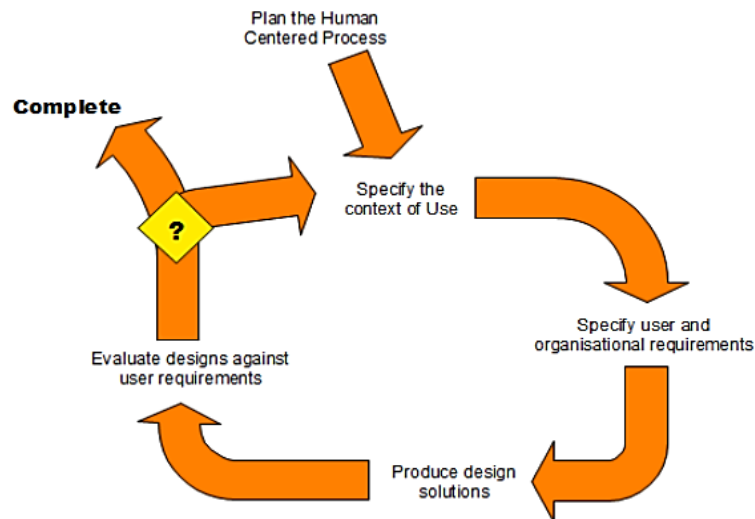 Plan the Human
Centered Process
Complete
Specify the
context of Use
?
Specify user and
organisational requirements
Evaluate designs against
user requirements
Produce design
solutions